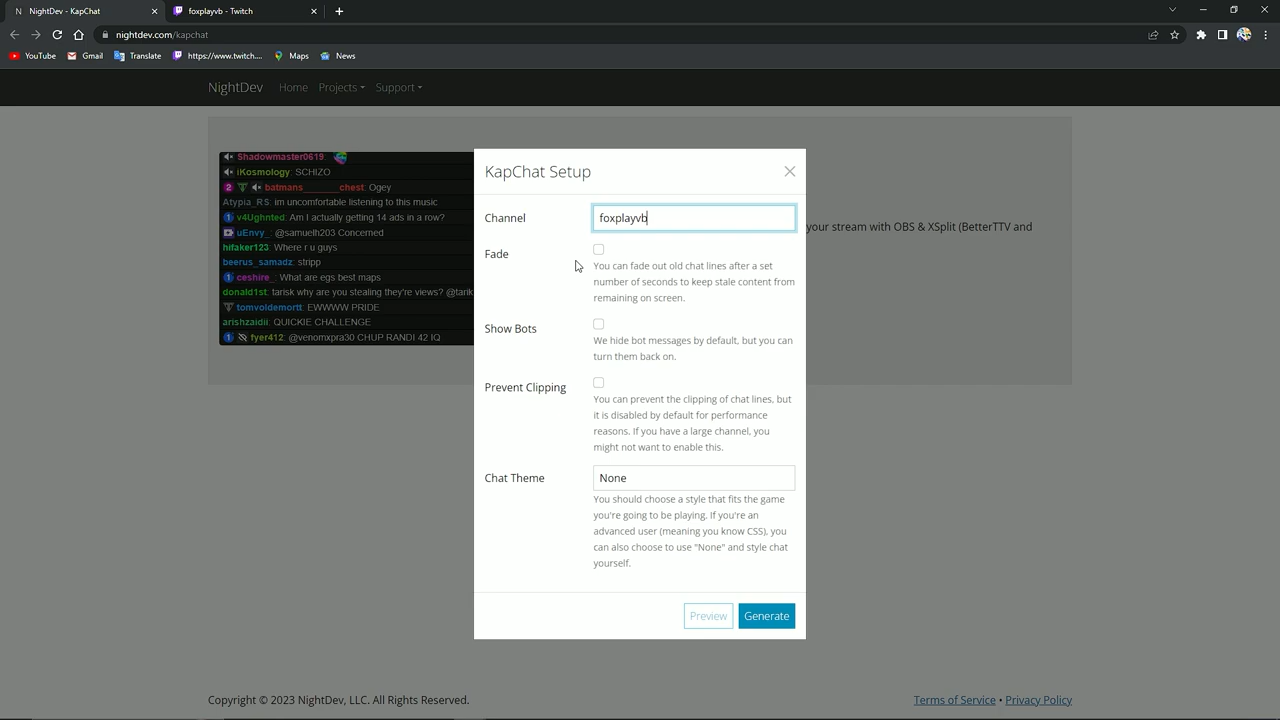 NightDev - KapChat
foxplayvb - Twitch
nightdev.com/kapchat
YouTube
Gmail
Translate
https://www.twitch....
Maps
News
NightDev
Home
Projects
Support
Shadowmaster0619:
iKosmology: SCHIZO
2 batmans______chest: Ogey
Atypia_RS: im uncomfortable listening to this music
1 v4Ughnted: Am I actually getting 14 ads in a row?
uEnvy_: @samuelh203 Concerned
hifaker123: Where r u guys
beerus_samadz: stripp
1 ceshire_: What are egs best maps
donald1st: tarisk why are you stealing they're views? @tarik
tomvoldemortt: EWWWW PRIDE
arishzaidii: QUICKIE CHALLENGE
1 fyer412: @venomxpra30 CHUP RANDI 42 IQ
your stream with OBS & XSplit (BetterTTV and
KapChat Setup
Channel
foxplayvb
Fade
You can fade out old chat lines after a set
number of seconds to keep stale content from
remaining on screen.
Show Bots
We hide bot messages by default, but you can
turn them back on.
Prevent Clipping
You can prevent the clipping of chat lines, but
it is disabled by default for performance
reasons. If you have a large channel, you
might not want to enable this.
Chat Theme
None
You should choose a style that fits the game
you're going to be playing. If you're an
advanced user (meaning you know CSS), you
can also choose to use "None" and style chat
yourself.
Preview
Generate
Copyright © 2023 NightDev, LLC. All Rights Reserved.
Terms of Service • Privacy Policy